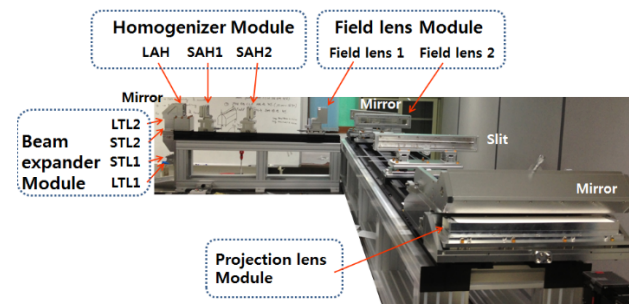 Homogenizer Module
LAH SAH1 SAH2
Field lens Module
Field lens 1 Field lens 2
Mirror
Mirror
LTL2
STL2
STL1
LTL1
Beam
expander
Module
Slit
Mirror
Projection lens
Module